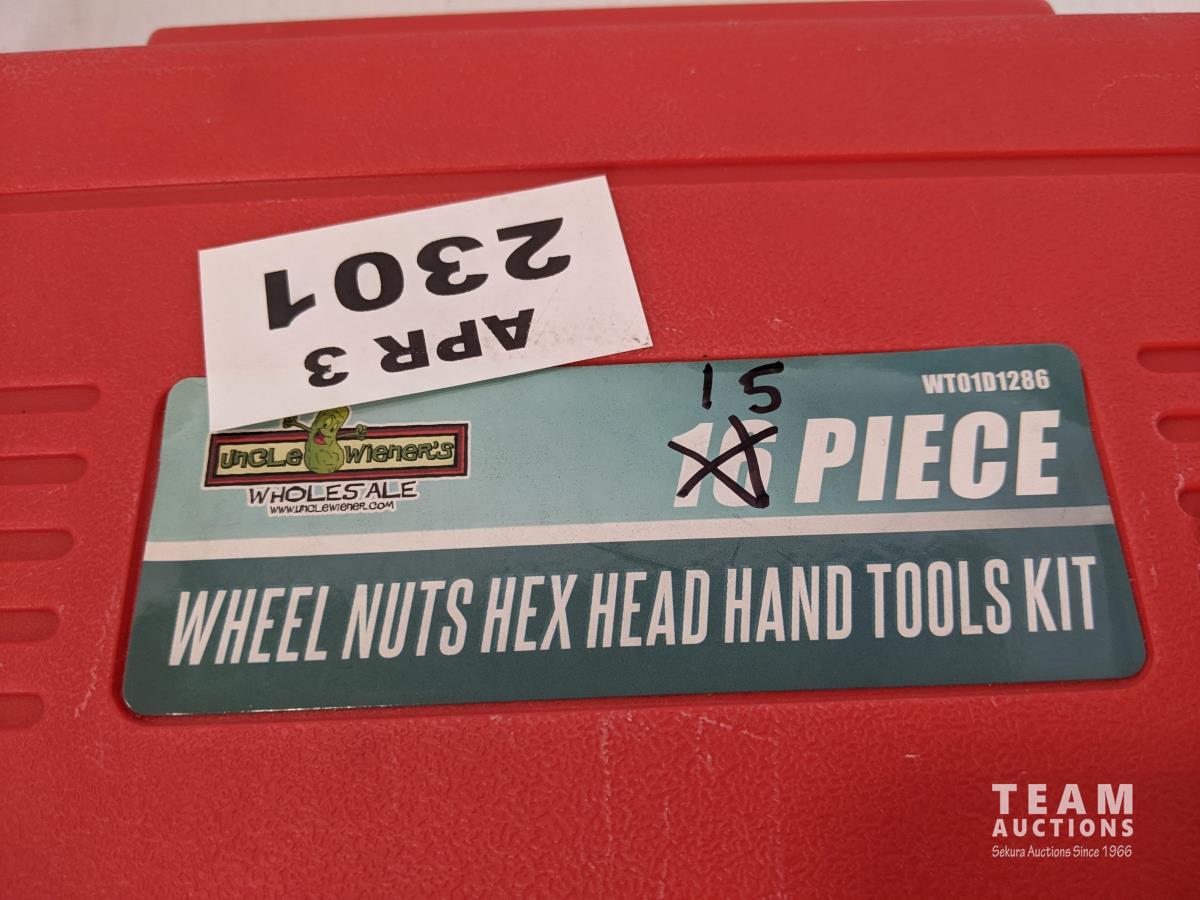 APR 3
2301
WT01D1286
15
16 PIECE
UNCLE WIENER'S
WHOLESALE
WWW.UNCLEWIENER.COM
WHEEL NUTS HEX HEAD HAND TOOLS KIT
TEAM
AUCTIONS
Sekura Auctions Since 1966